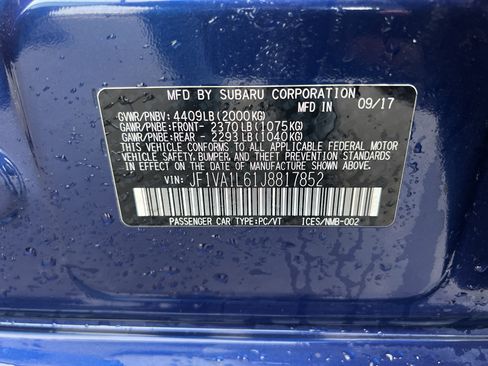 MFD BY SUBARU CORPORATION
MFD IN 09/17
GVWR/PNBV: 4409LB (2000KG)
GAWR/PNBE:FRONT- 2370LB (1075KG)
GAWR/PNBE:REAR - 2293LB (1040KG)
THIS VEHICLE CONFORMS TO ALL APPLICABLE FEDERAL MOTOR
VEHICLE SAFETY, BUMPER, AND THEFT PREVENTION STANDARDS
IN EFFECT ON THE DATE OF MANUFACTURE SHOWN ABOVE.
VIN: JF1VA1L61J8817852
PASSENGER CAR TYPE:PC/VT ICES/NMB-002